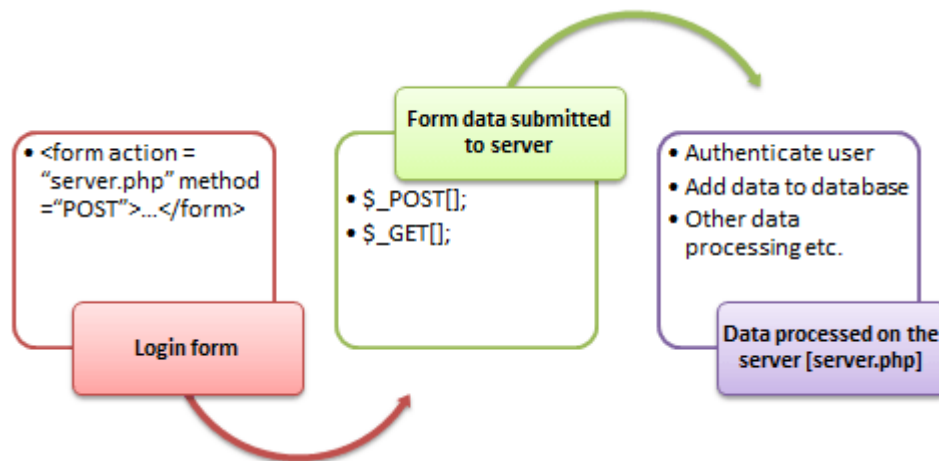 • <form action =
“server.php” method
=“POST”>...</form>
Login form
Form data submitted
to server
• $_POST[];
• $_GET[];
• Authenticate user
• Add data to database
• Other data
processing etc.
Data processed on the
server [server.php]